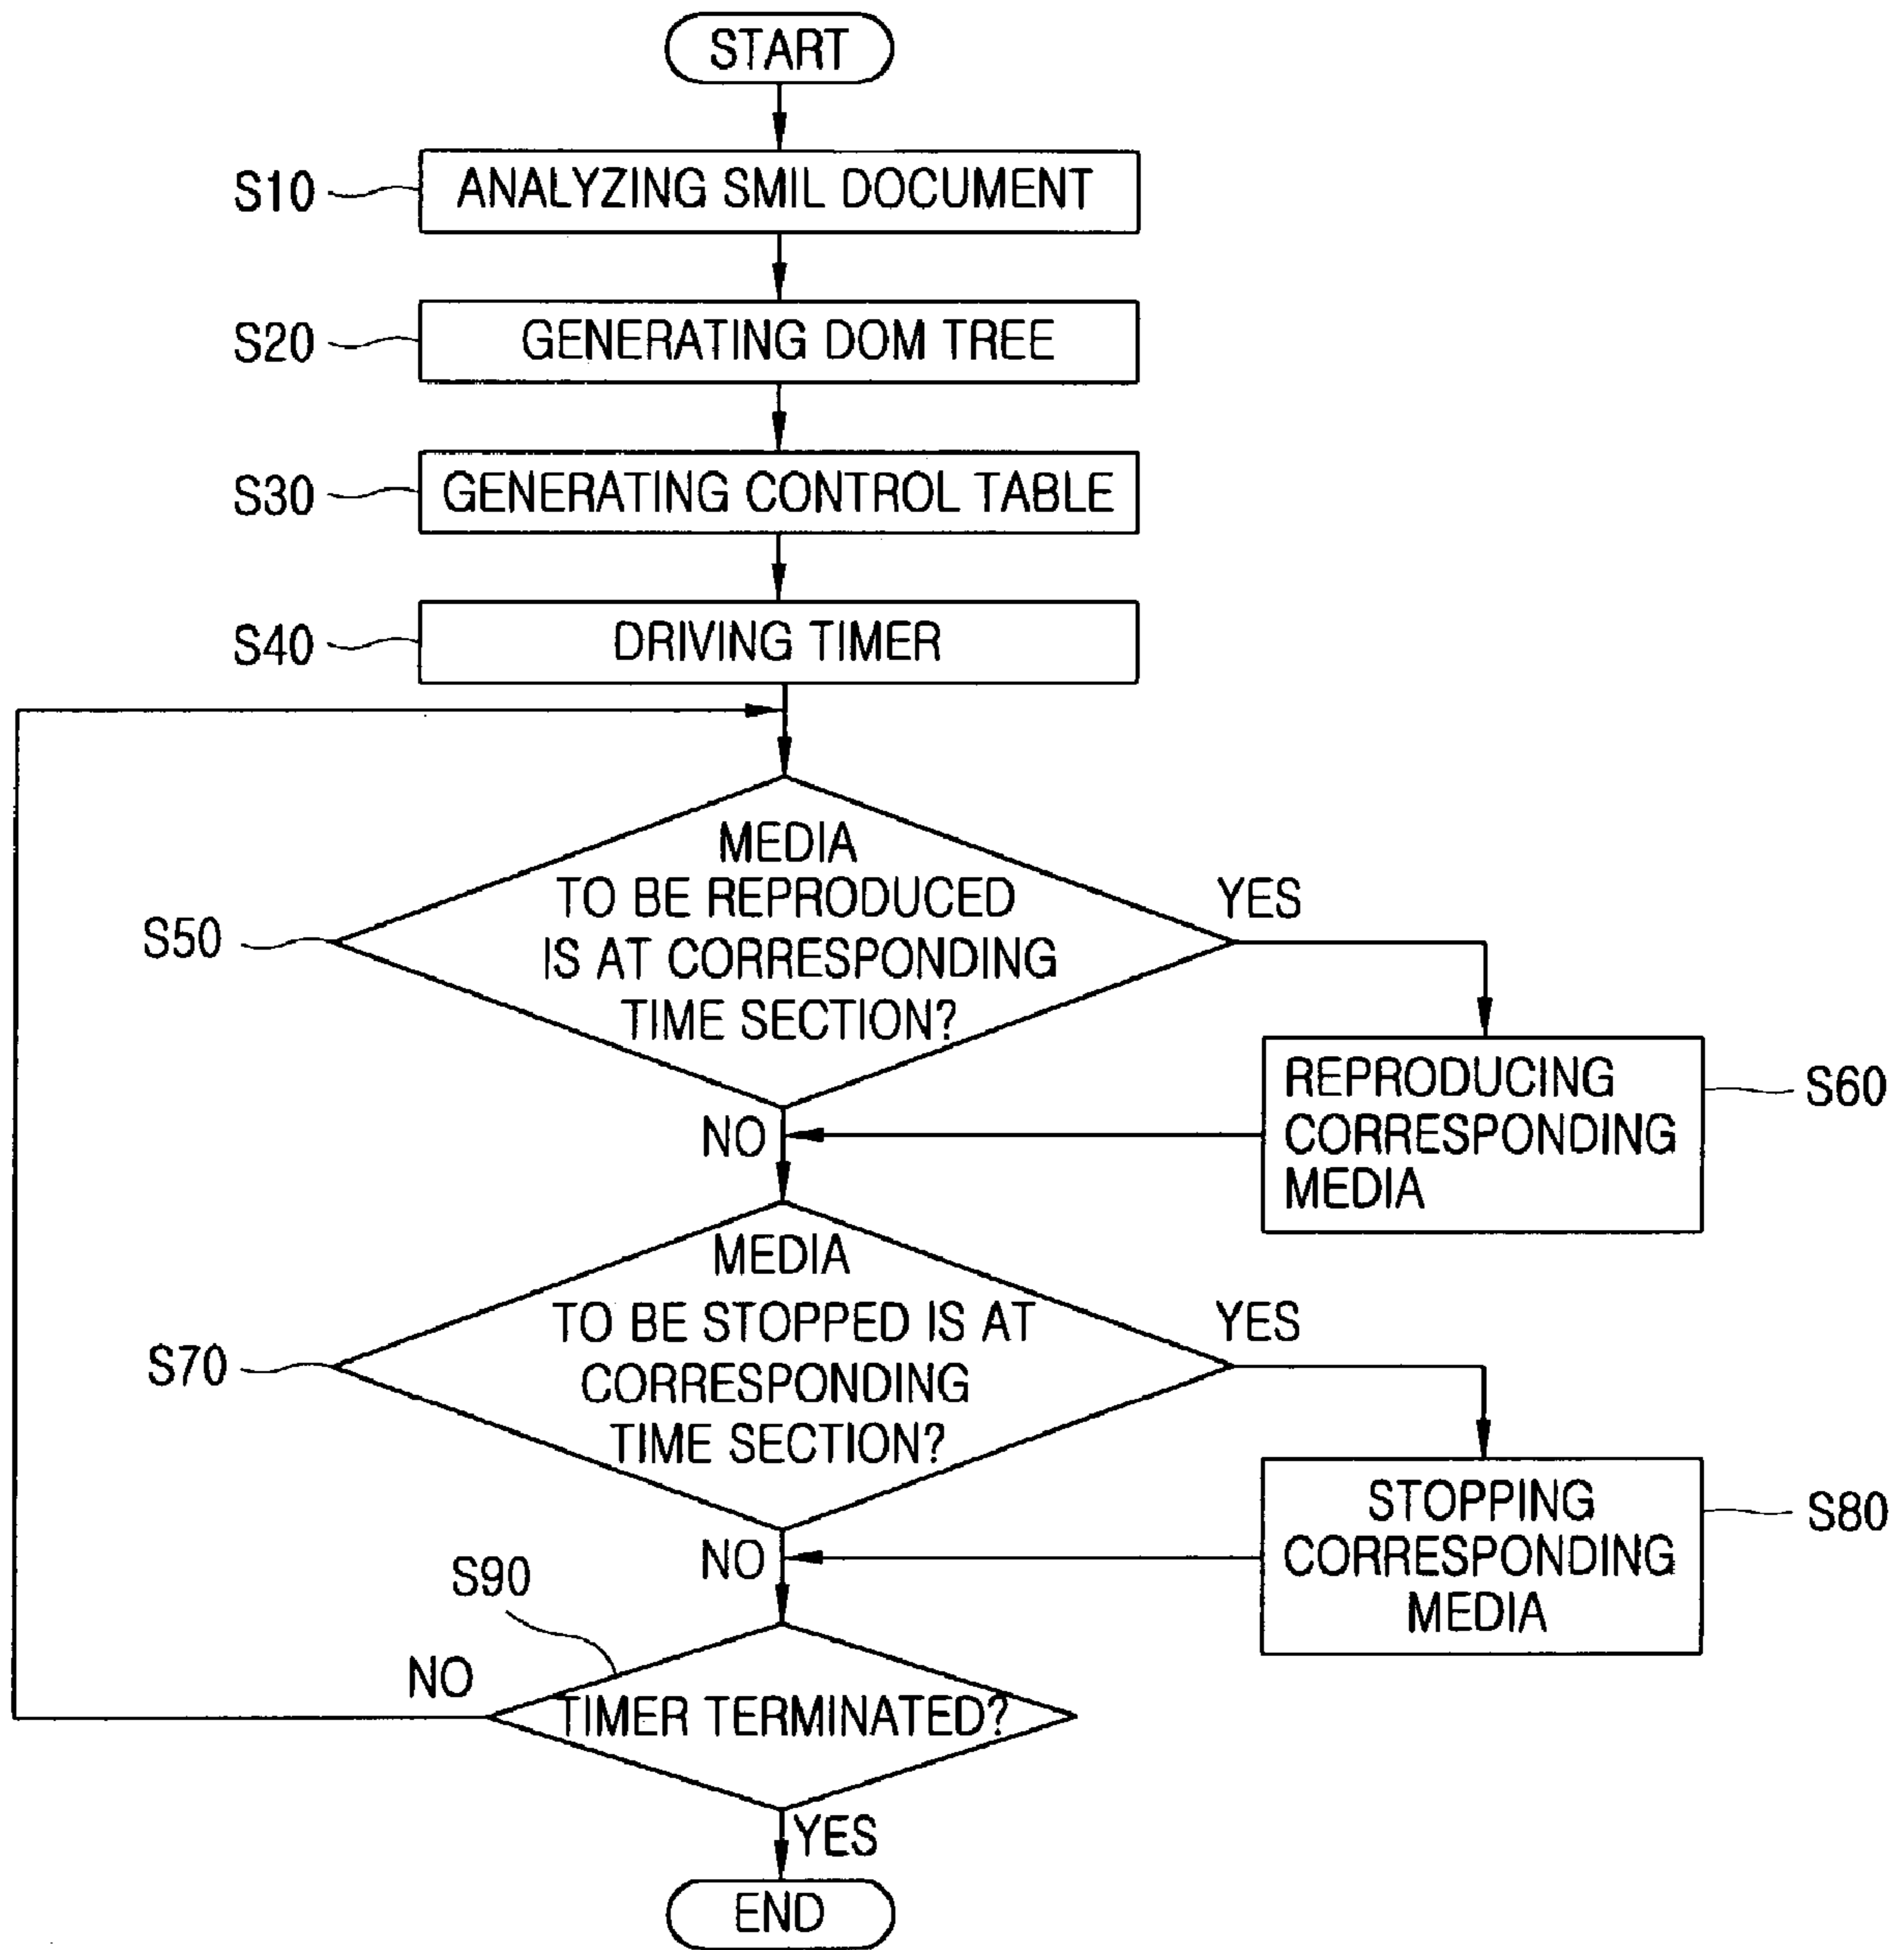 START
S10
ANALYZING SMIL DOCUMENT
S20
GENERATING DOM TREE
S30
GENERATING CONTROL TABLE
S40
DRIVING TIMER
S50
MEDIA
TO BE REPRODUCED
IS AT CORRESPONDING
TIME SECTION?
YES
NO
REPRODUCING
CORRESPONDING
MEDIA
S60
S70
MEDIA
TO BE STOPPED IS AT
CORRESPONDING
TIME SECTION?
YES
NO
STOPPING
CORRESPONDING
MEDIA
S80
S90
NO
TIMER TERMINATED?
YES
END